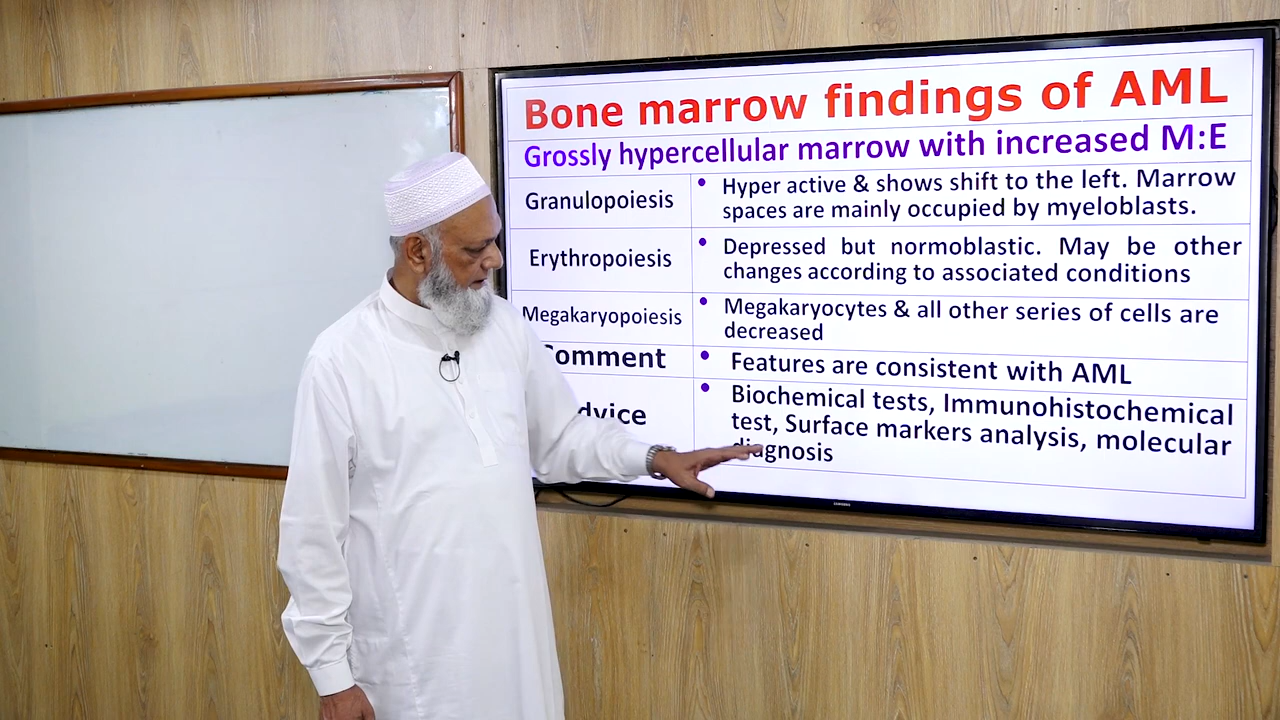 Bone marrow findings of AML
Grossly hypercellular marrow with increased M:E
Granulopoiesis
• Hyper active & shows shift to the left. Marrow
spaces are mainly occupied by myeloblasts.
Erythropoiesis
• Depressed but normoblastic. May be other
changes according to associated conditions
Megakaryopoiesis
• Megakaryocytes & all other series of cells are
decreased
Comment
• Features are consistent with AML
dvice
• Biochemical tests, Immunohistochemical
test, Surface markers analysis, molecular
diagnosis
SAMSUNG